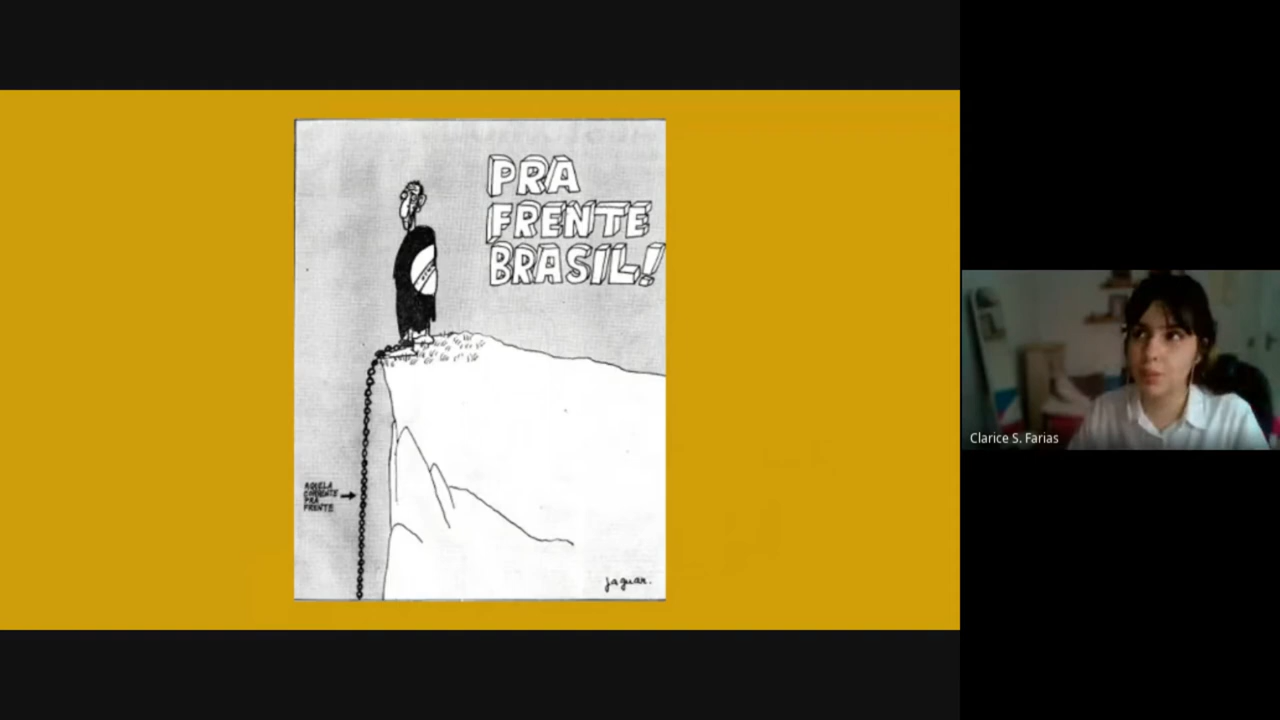 PRA
FRENTE
BRASIL!
AQUELA
CORRENTE
PRA
FRENTE
jaguar.
Clarice S. Farias